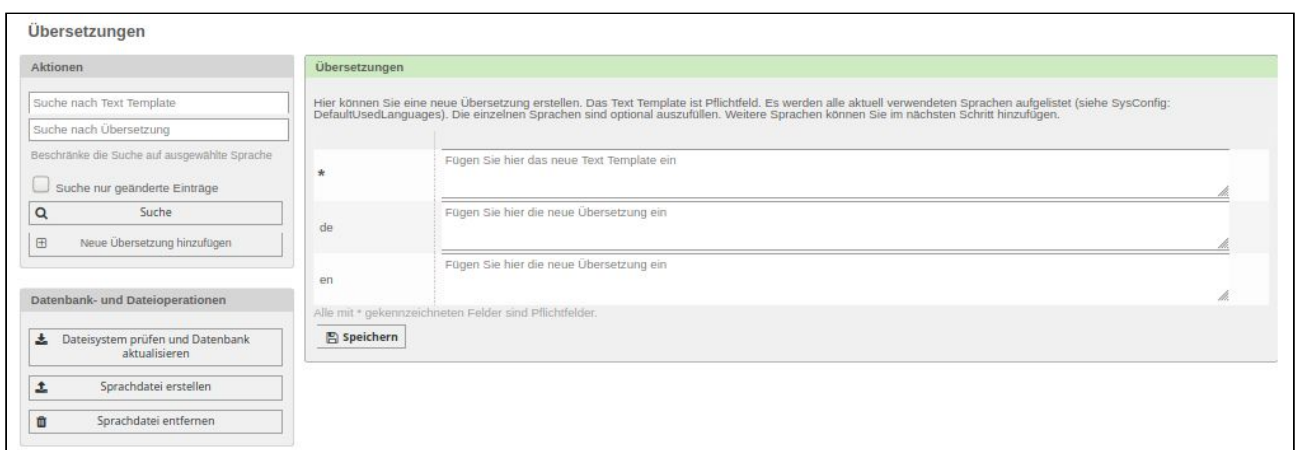 Übersetzungen
Aktionen
Suche nach Text Template
Suche nach Übersetzung
Beschränke die Suche auf ausgewählte Sprache
Suche nur geänderte Einträge
Suche
Neue Übersetzung hinzufügen
Datenbank- und Dateioperationen
Dateisystem prüfen und Datenbank
aktualisieren
Sprachdatei erstellen
Sprachdatei entfernen
Übersetzungen
Hier können Sie eine neue Übersetzung erstellen. Das Text Template ist Pflichtfeld. Es werden alle aktuell verwendeten Sprachen aufgelistet (siehe SysConfig:
DefaultUsedLanguages). Die einzelnen Sprachen sind optional auszufüllen. Weitere Sprachen können Sie im nächsten Schritt hinzufügen.
* Fügen Sie hier das neue Text Template ein
de Fügen Sie hier die neue Übersetzung ein
en Fügen Sie hier die neue Übersetzung ein
Alle mit * gekennzeichneten Felder sind Pflichtfelder.
Speichern